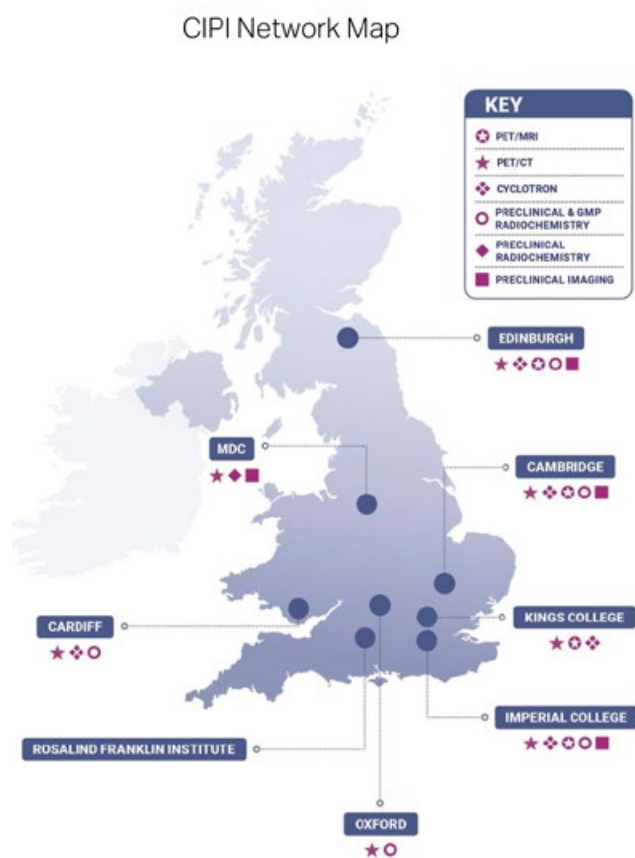 CIPI Network Map
KEY
PET/MRI
PET/CT
CYCLOTRON
PRECLINICAL & GMP
RADIOCHEMISTRY
PRECLINICAL
RADIOCHEMISTRY
PRECLINICAL IMAGING
EDINBURGH
MDC
CAMBRIDGE
CARDIFF
KINGS COLLEGE
IMPERIAL COLLEGE
ROSALIND FRANKLIN INSTITUTE
OXFORD